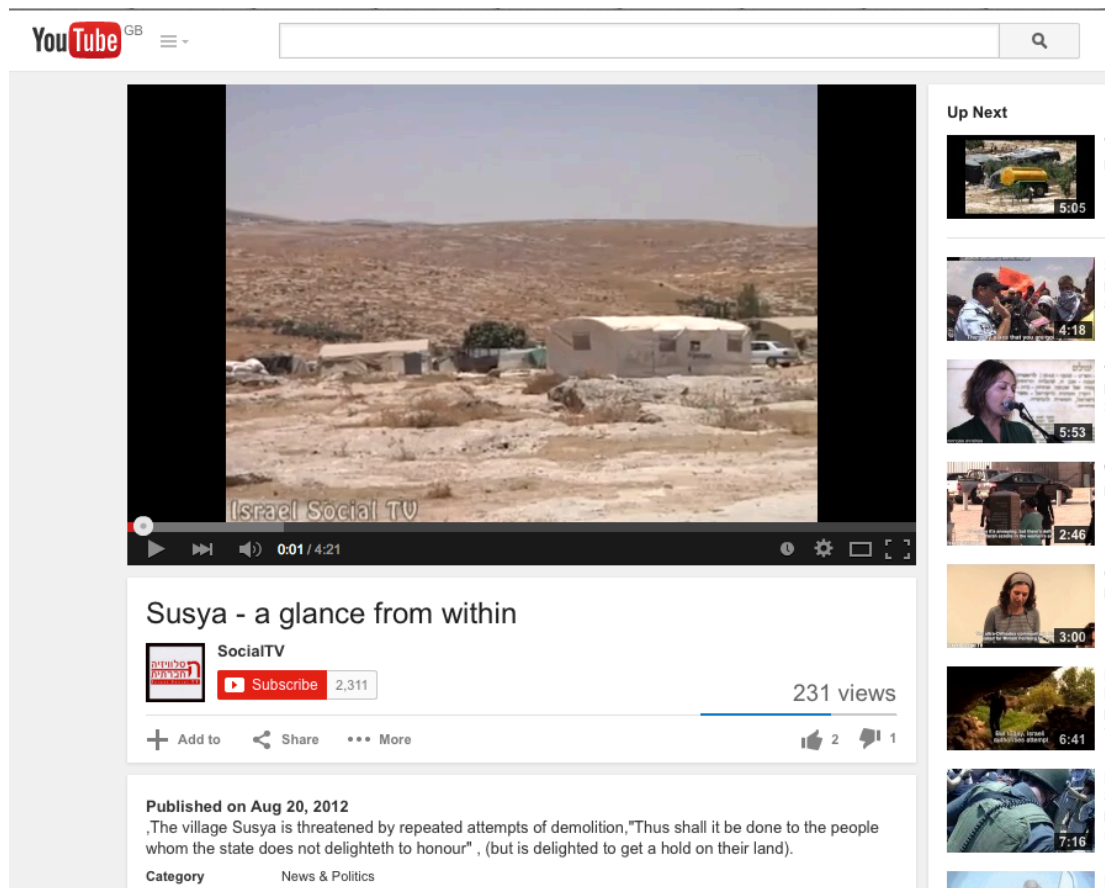 YouTube GB
Up Next
5:05
4:18
5:53
2:46
3:00
6:41
7:16
Israel Social TV
0:01 / 4:21
Susya - a glance from within
SocialTV
Subscribe 2,311
231 views
Add to Share More 2 1
Published on Aug 20, 2012
,The village Susya is threatened by repeated attempts of demolition,"Thus shall it be done to the people
whom the state does not delighteth to honour" , (but is delighted to get a hold on their land).
Category News & Politics